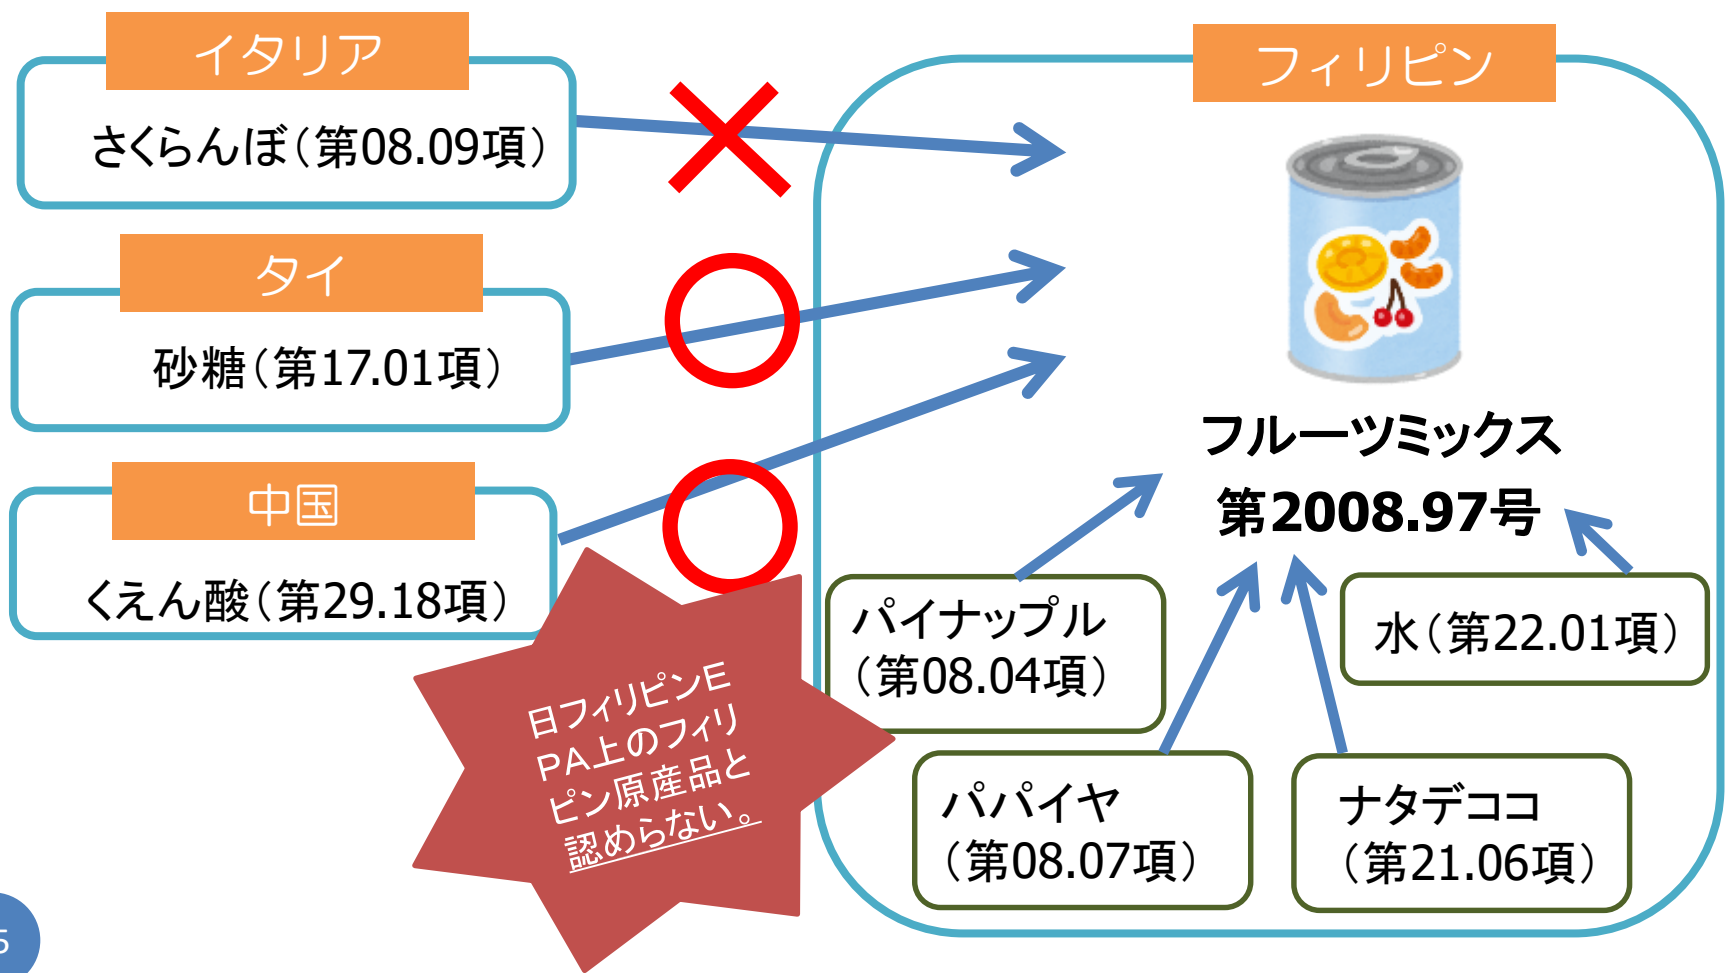 イタリア
さくらんぼ（第08.09項）
タイ
砂糖（第17.01項）
中国
くえん酸（第29.18項）
日フィリピンE
PA上のフィリ
ピン原産品と
認めらない。
フィリピン
フルーツミックス
第2008.97号
パイナップル
（第08.04項）
水（第22.01項）
パパイヤ
（第08.07項）
ナタデココ
（第21.06項）